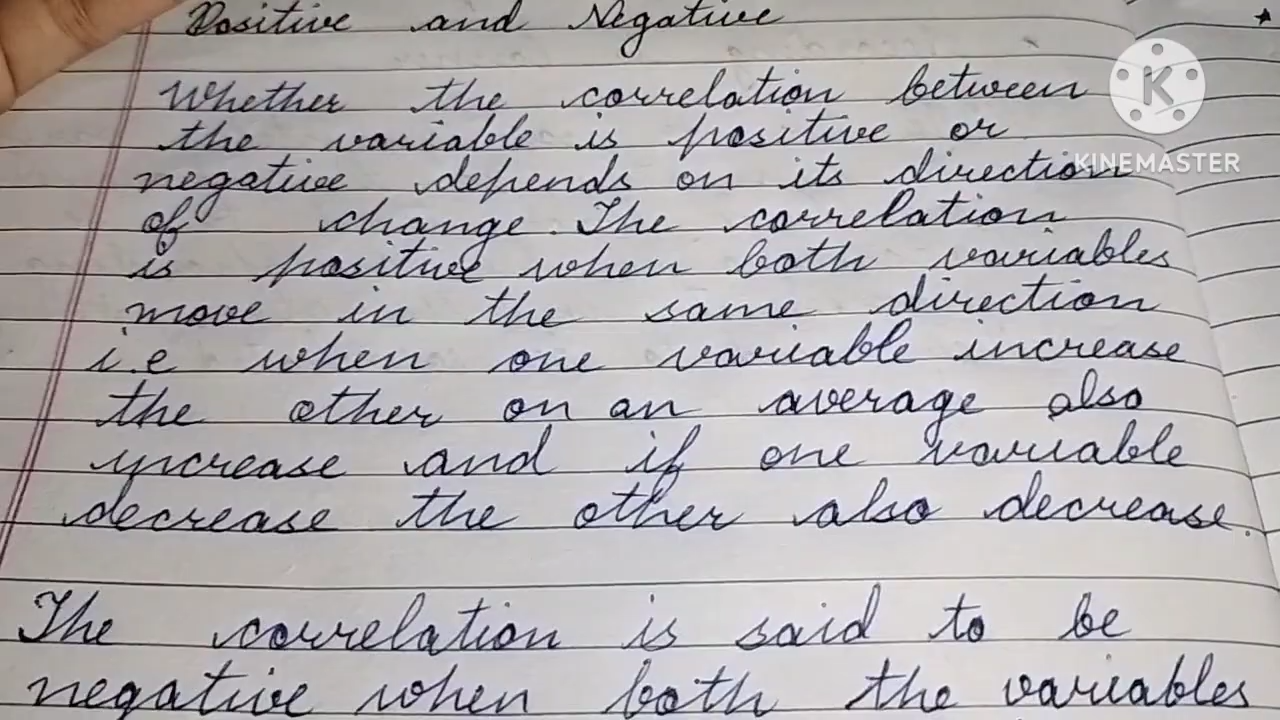 Positive and Negative
Whether the correlation between
the variable is positive or
negative depends on its direction
of change. The correlation
is positive when both variables
move in the same direction
i.e when one variable increase
the other on an average also
increase and if one variable
decrease the other also decrease.
The correlation is said to be
negative when both the variables
KINEMASTER